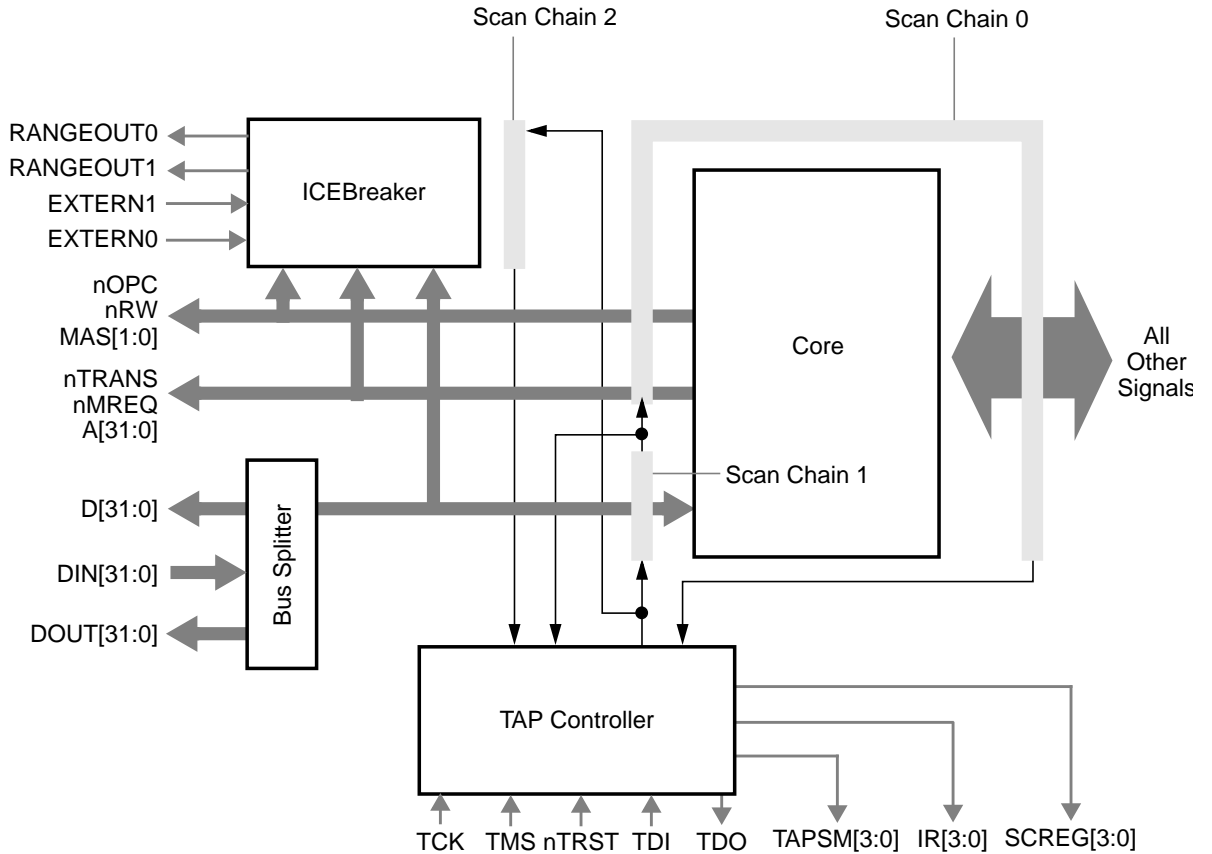 Scan Chain 2
Scan Chain 0
RANGEOUT0
RANGEOUT1
EXTERN1
EXTERN0
ICEBreaker
nOPC
nRW
MAS[1:0]
nTRANS
nMREQ
A[31:0]
Core
All
Other
Signals
Scan Chain 1
D[31:0]
DIN[31:0]
DOUT[31:0]
Bus Splitter
TAP Controller
TCK
TMS
nTRST
TDI
TDO
TAPSM[3:0]
IR[3:0]
SCREG[3:0]